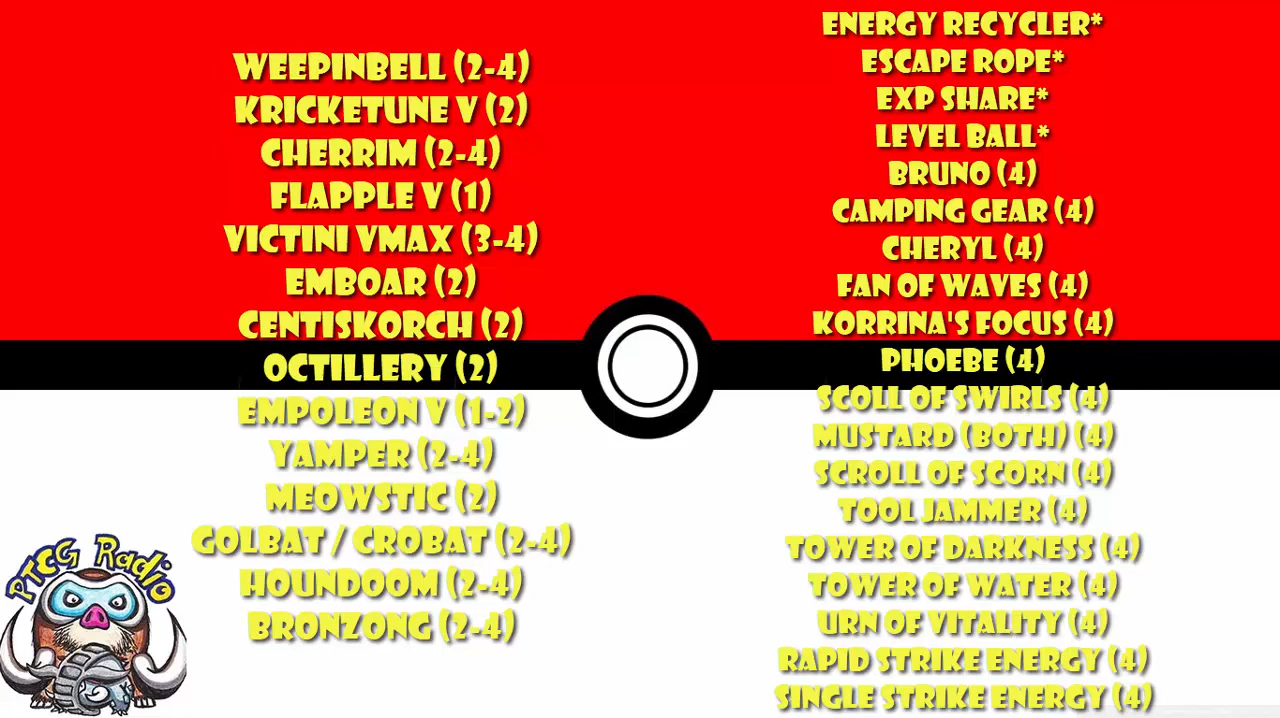 WEEPINBELL (2-4)
KRICKETUNE V (2)
CHERRIM (2-4)
FLAPPLE V (1)
VICTINI VMAX (3-4)
EMBOAR (2)
CENTISKORCH (2)
OCTILLERY (2)
EMPOLEON V (1-2)
YAMPER (2-4)
MEOWSTIC (2)
GOLBAT / CROBAT (2-4)
HOUNDOOM (2-4)
BRONZONG (2-4)
ENERGY RECYCLER*
ESCAPE ROPE*
EXP SHARE*
LEVEL BALL*
BRUNO (4)
CAMPING GEAR (4)
CHERYL (4)
FAN OF WAVES (4)
KORRINA'S FOCUS (4)
PHOEBE (4)
SCOLL OF SWIRLS (4)
MUSTARD (BOTH) (4)
SCROLL OF SCORN (4)
TOOL JAMMER (4)
TOWER OF DARKNESS (4)
TOWER OF WATER (4)
URN OF VITALITY (4)
RAPID STRIKE ENERGY (4)
SINGLE STRIKE ENERGY (4)
PTCG Radio